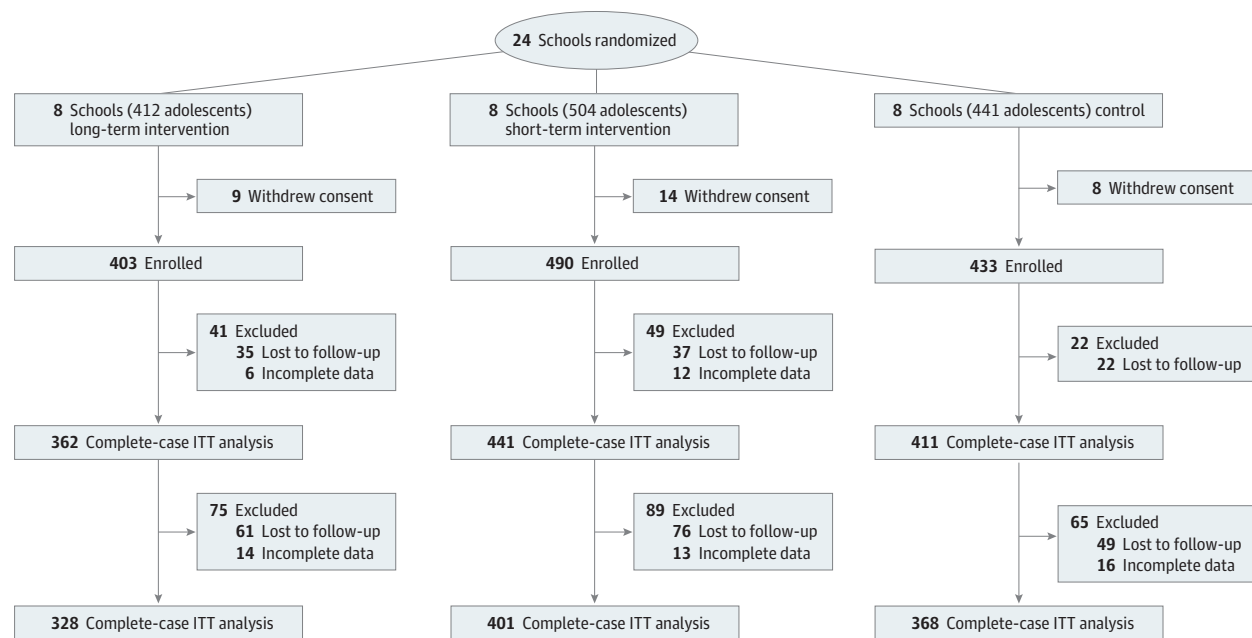 24 Schools randomized
8 Schools (412 adolescents)
long-term intervention
8 Schools (504 adolescents)
short-term intervention
8 Schools (441 adolescents) control
9 Withdrew consent
14 Withdrew consent
8 Withdrew consent
403 Enrolled
490 Enrolled
433 Enrolled
41 Excluded
35 Lost to follow-up
6 Incomplete data
49 Excluded
37 Lost to follow-up
12 Incomplete data
22 Excluded
22 Lost to follow-up
362 Complete-case ITT analysis
441 Complete-case ITT analysis
411 Complete-case ITT analysis
75 Excluded
61 Lost to follow-up
14 Incomplete data
89 Excluded
76 Lost to follow-up
13 Incomplete data
65 Excluded
49 Lost to follow-up
16 Incomplete data
328 Complete-case ITT analysis
401 Complete-case ITT analysis
368 Complete-case ITT analysis